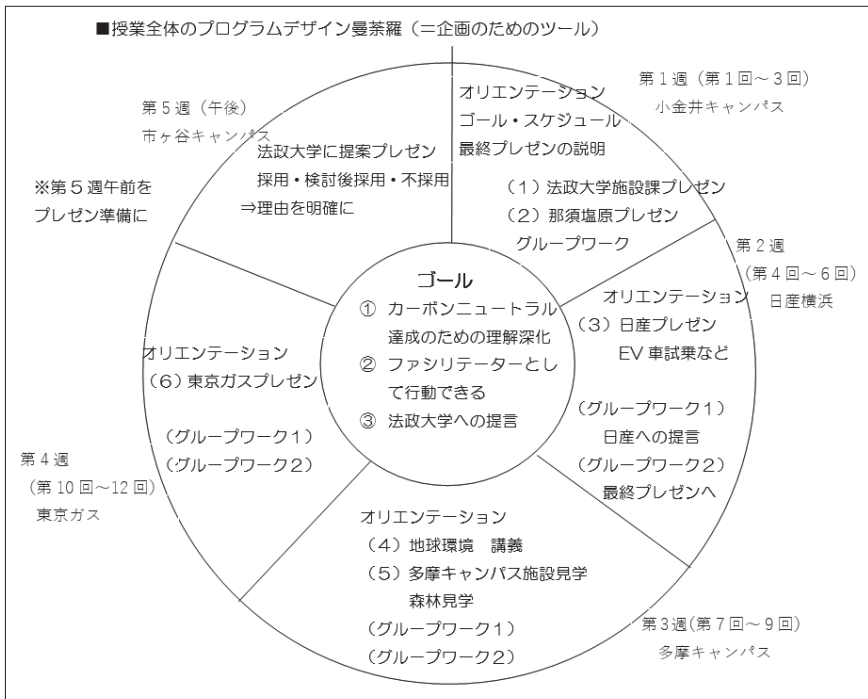 ■授業全体のプログラムデザイン曼荼羅（＝企画のためのツール）
第１週（第１回～３回）
小金井キャンパス
オリエンテーション
ゴール・スケジュール
最終プレゼンの説明
（１）法政大学施設課プレゼン
（２）那須塩原プレゼン
グループワーク
第２週
（第４回～６回）
日産横浜
オリエンテーション
（３）日産プレゼン
EV車試乗など
（グループワーク１）
日産への提言
（グループワーク２）
最終プレゼンへ
第３週（第７回～９回）
多摩キャンパス
オリエンテーション
（４）地球環境　講義
（５）多摩キャンパス施設見学
森林見学
（グループワーク１）
（グループワーク２）
第４週
（第10回～12回）
東京ガス
オリエンテーション
（６）東京ガスプレゼン
（グループワーク１）
（グループワーク２）
第５週（午後）
市ヶ谷キャンパス
※第５週午前を
プレゼン準備に
法政大学に提案プレゼン
採用・検討後採用・不採用
⇒理由を明確に
ゴール
①　カーボンニュートラル
達成のための理解深化
②　ファシリテーターとし
て行動できる
③　法政大学への提言